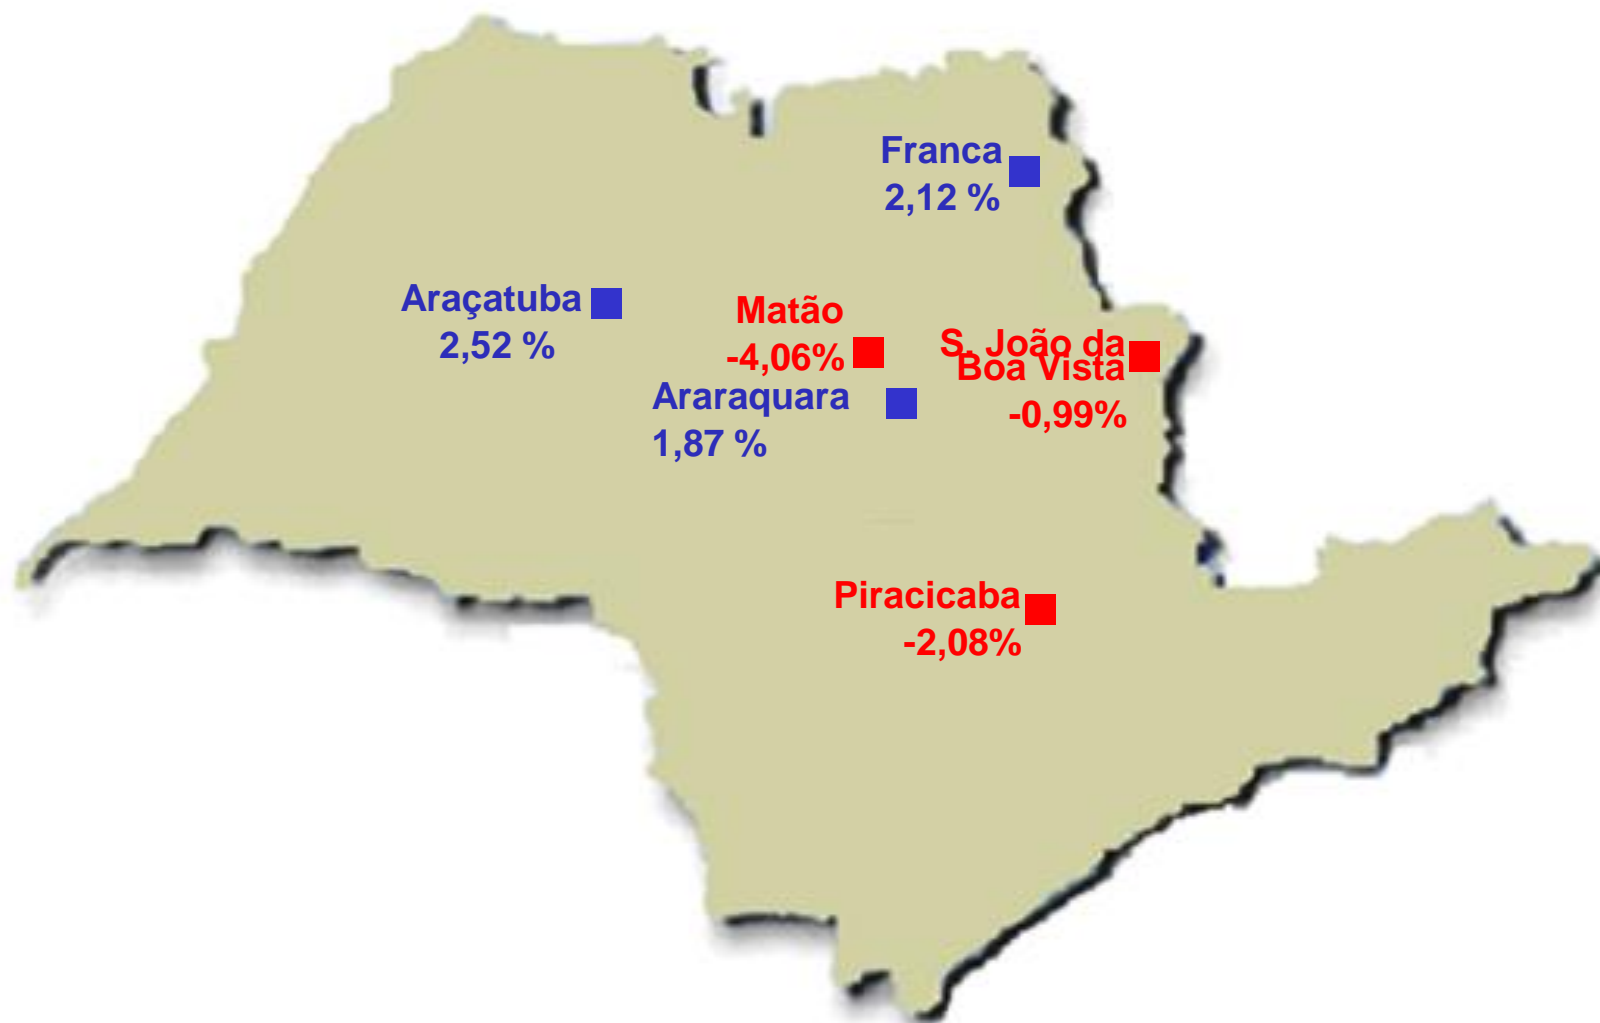 Franca
2,12 %
Araçatuba
2,52 %
Matão
-4,06%
S. João da
Boa Vista
-0,99%
Araraquara
1,87 %
Piracicaba
-2,08%